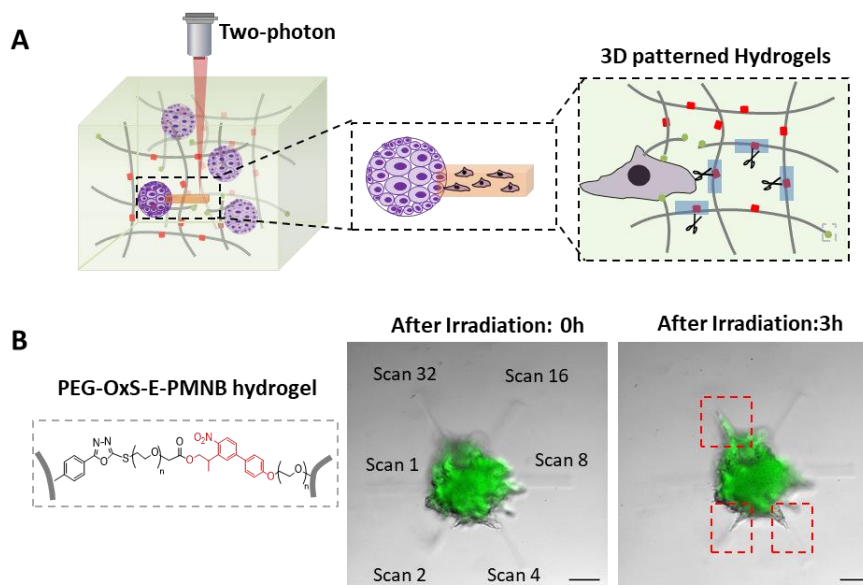 A
Two-photon
3D patterned Hydrogels
B
After Irradiation: 0h
After Irradiation:3h
PEG-OxS-E-PMNB hydrogel
N-N
O
S
O
n
O
O
O₂N
O
O
n
Scan 32
Scan 16
Scan 1
Scan 8
Scan 2
Scan 4